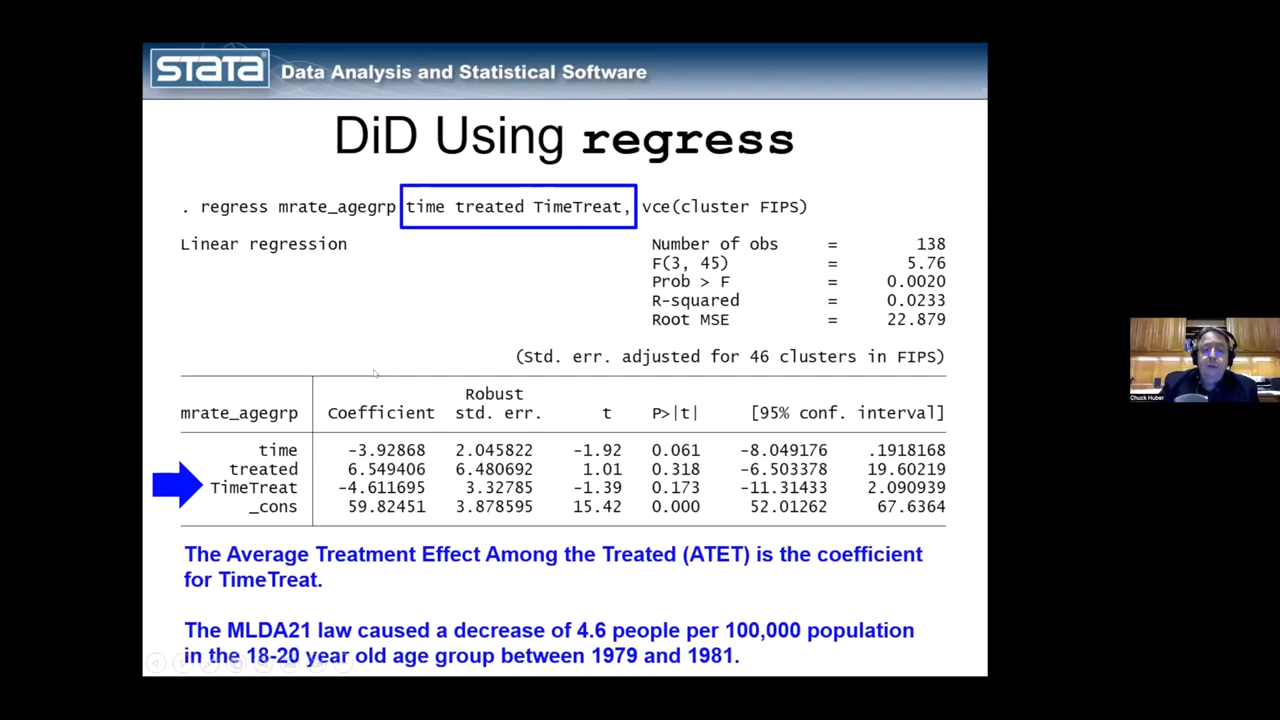 STATA® Data Analysis and Statistical Software
DiD Using regress
. regress mrate_agegrp time treated TimeTreat, vce(cluster FIPS)
Linear regression Number of obs = 138
F(3, 45) = 5.76
Prob > F = 0.0020
R-squared = 0.0233
Root MSE = 22.879
(Std. err. adjusted for 46 clusters in FIPS)
Robust
mrate_agegrp Coefficient std. err. t P>|t| [95% conf. interval]
time -3.92868 2.045822 -1.92 0.061 -8.049176 .1918168
treated 6.549406 6.480692 1.01 0.318 -6.503378 19.60219
TimeTreat -4.611695 3.32785 -1.39 0.173 -11.31433 2.090939
_cons 59.82451 3.878595 15.42 0.000 52.01262 67.6364
The Average Treatment Effect Among the Treated (ATET) is the coefficient
for TimeTreat.
The MLDA21 law caused a decrease of 4.6 people per 100,000 population
in the 18-20 year old age group between 1979 and 1981.
Chuck Huber